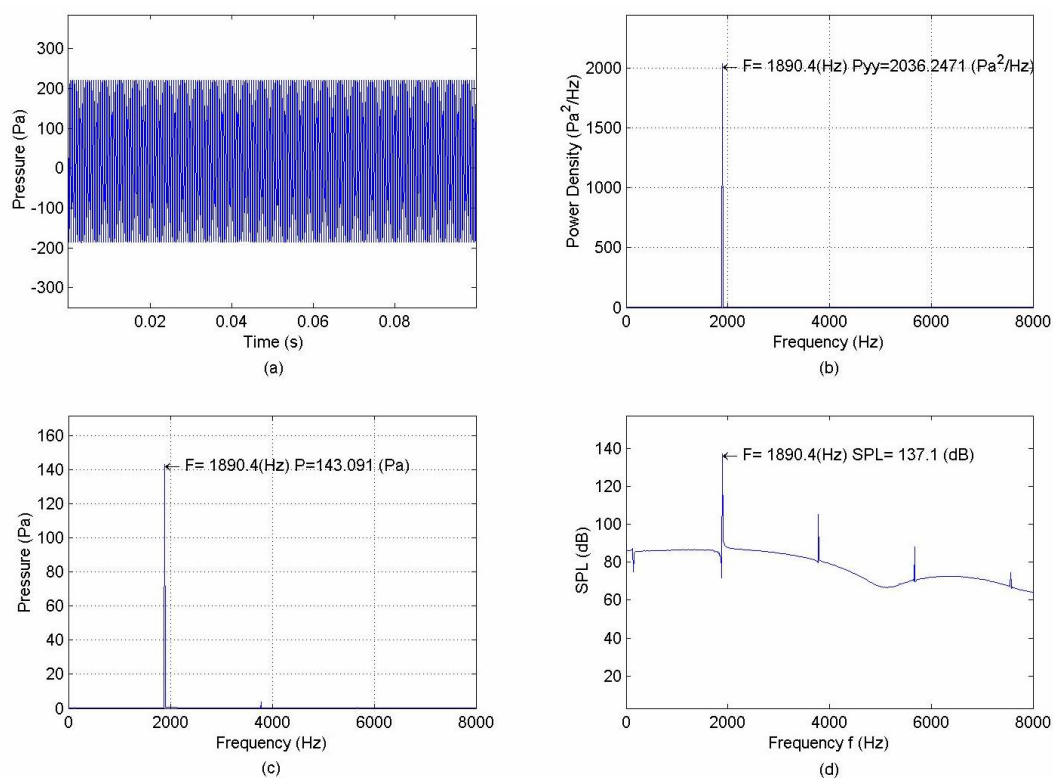 300
200
100
0
-100
-200
-300
Pressure (Pa)
0.02 0.04 0.06 0.08
Time (s)
(a)
2000
1500
1000
500
0
Power Density (Pa²/Hz)
← F= 1890.4(Hz) Pyy=2036.2471 (Pa²/Hz)
0 2000 4000 6000 8000
Frequency (Hz)
(b)
160
140
120
100
80
60
40
20
0
Pressure (Pa)
← F= 1890.4(Hz) P=143.091 (Pa)
0 2000 4000 6000 8000
Frequency (Hz)
(c)
140
120
100
80
60
40
20
SPL (dB)
← F= 1890.4(Hz) SPL= 137.1 (dB)
0 2000 4000 6000 8000
Frequency f (Hz)
(d)